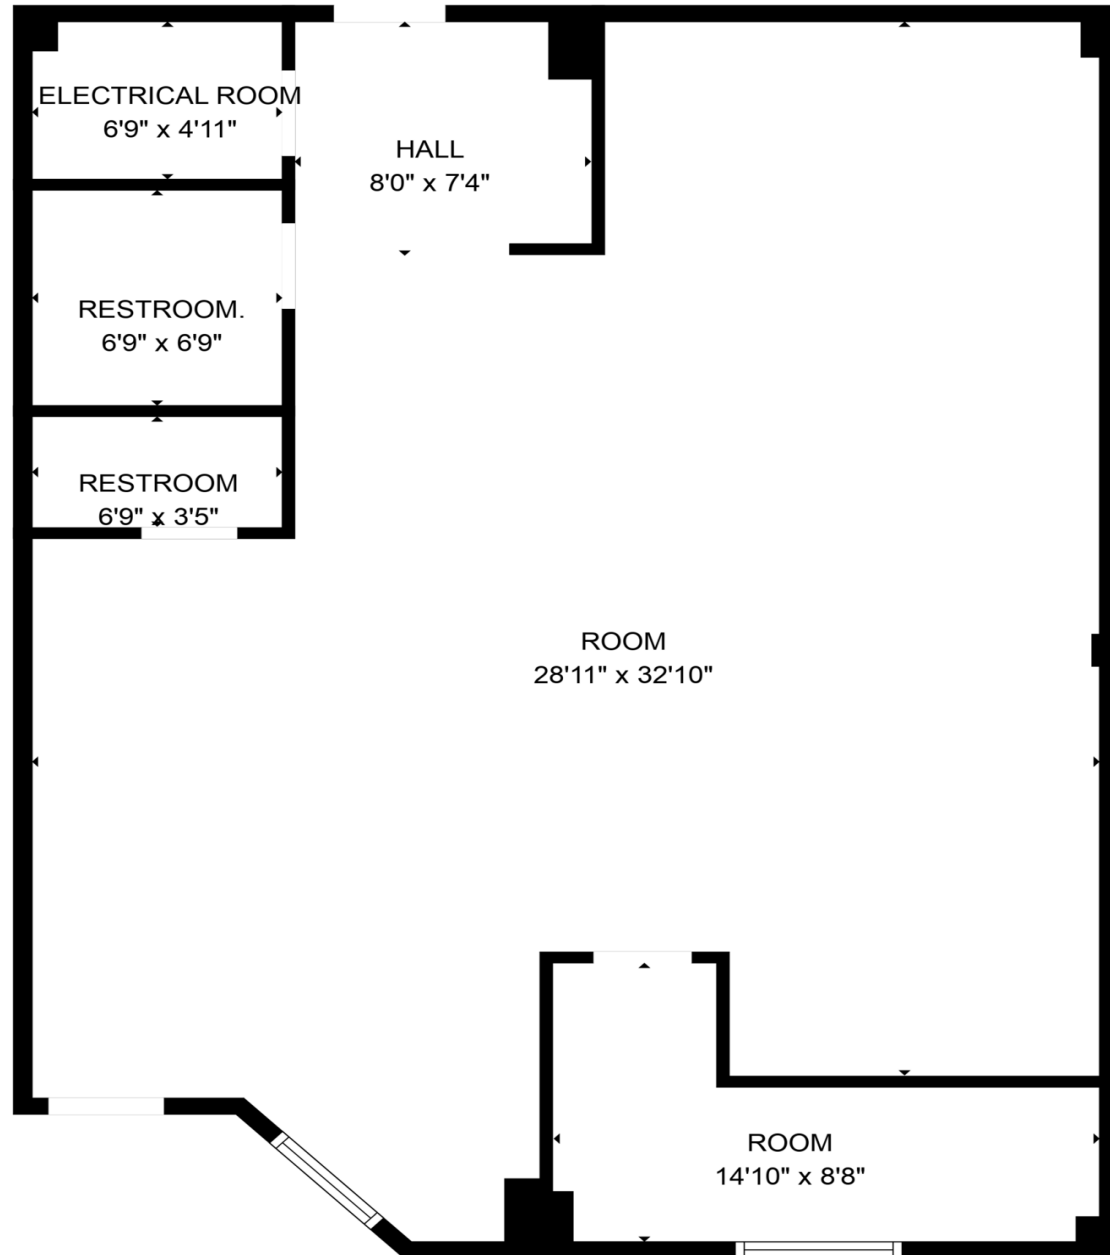 ELECTRICAL ROOM
6'9" x 4'11"
HALL
8'0" x 7'4"
RESTROOM.
6'9" x 6'9"
RESTROOM
6'9" x 3'5"
ROOM
28'11" x 32'10"
ROOM
14'10" x 8'8"